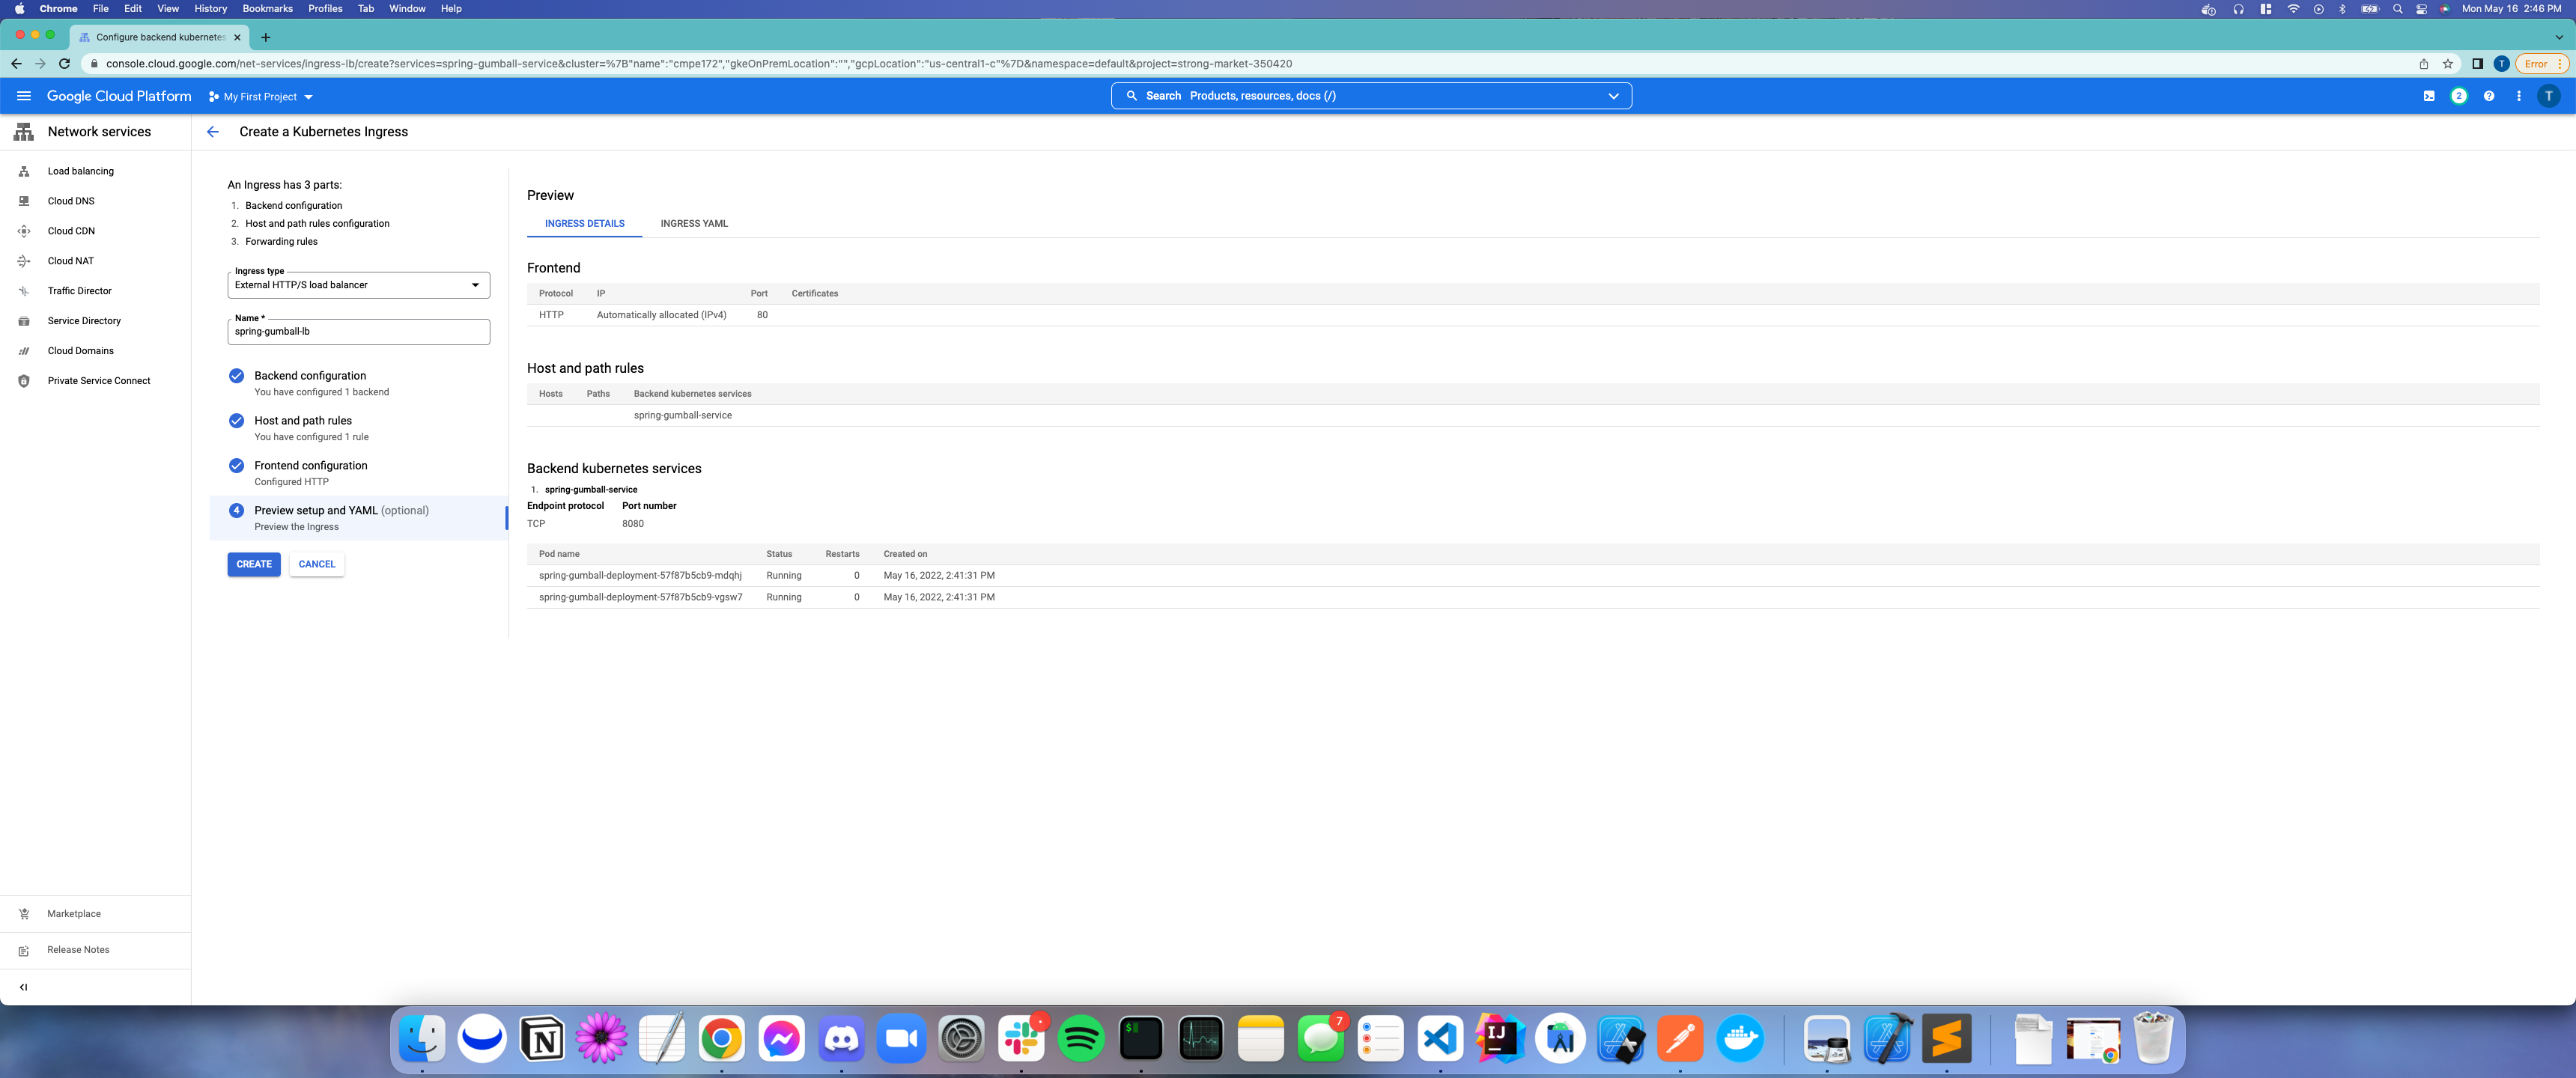 Chrome File Edit View History Bookmarks Profiles Tab Window Help Mon May 16 2:46 PM
Configure backend kubernetes
console.cloud.google.com/net-services/ingress-lb/create?services=spring-gumball-service&cluster=%7B"name":"cmpe172","gkeOnPremLocation":"","gcpLocation":"us-central1-c"%7D&namespace=default&project=strong-market-350420 T Error
Google Cloud Platform My First Project Search Products, resources, docs (/) 2 T
Network services
Load balancing
Cloud DNS
Cloud CDN
Cloud NAT
Traffic Director
Service Directory
Cloud Domains
Private Service Connect
Marketplace
Release Notes
Create a Kubernetes Ingress
An Ingress has 3 parts:
1. Backend configuration
2. Host and path rules configuration
3. Forwarding rules
Ingress type
External HTTP/S load balancer
Name *
spring-gumball-lb
Backend configuration
You have configured 1 backend
Host and path rules
You have configured 1 rule
Frontend configuration
Configured HTTP
4 Preview setup and YAML (optional)
Preview the Ingress
CREATE CANCEL
Preview
INGRESS DETAILS INGRESS YAML
Frontend
Protocol IP Port Certificates
HTTP Automatically allocated (IPv4) 80
Host and path rules
Hosts Paths Backend kubernetes services
spring-gumball-service
Backend kubernetes services
1. spring-gumball-service
Endpoint protocol Port number
TCP 8080
Pod name Status Restarts Created on
spring-gumball-deployment-57f87b5cb9-mdqhj Running 0 May 16, 2022, 2:41:31 PM
spring-gumball-deployment-57f87b5cb9-vgsw7 Running 0 May 16, 2022, 2:41:31 PM
7
IJ